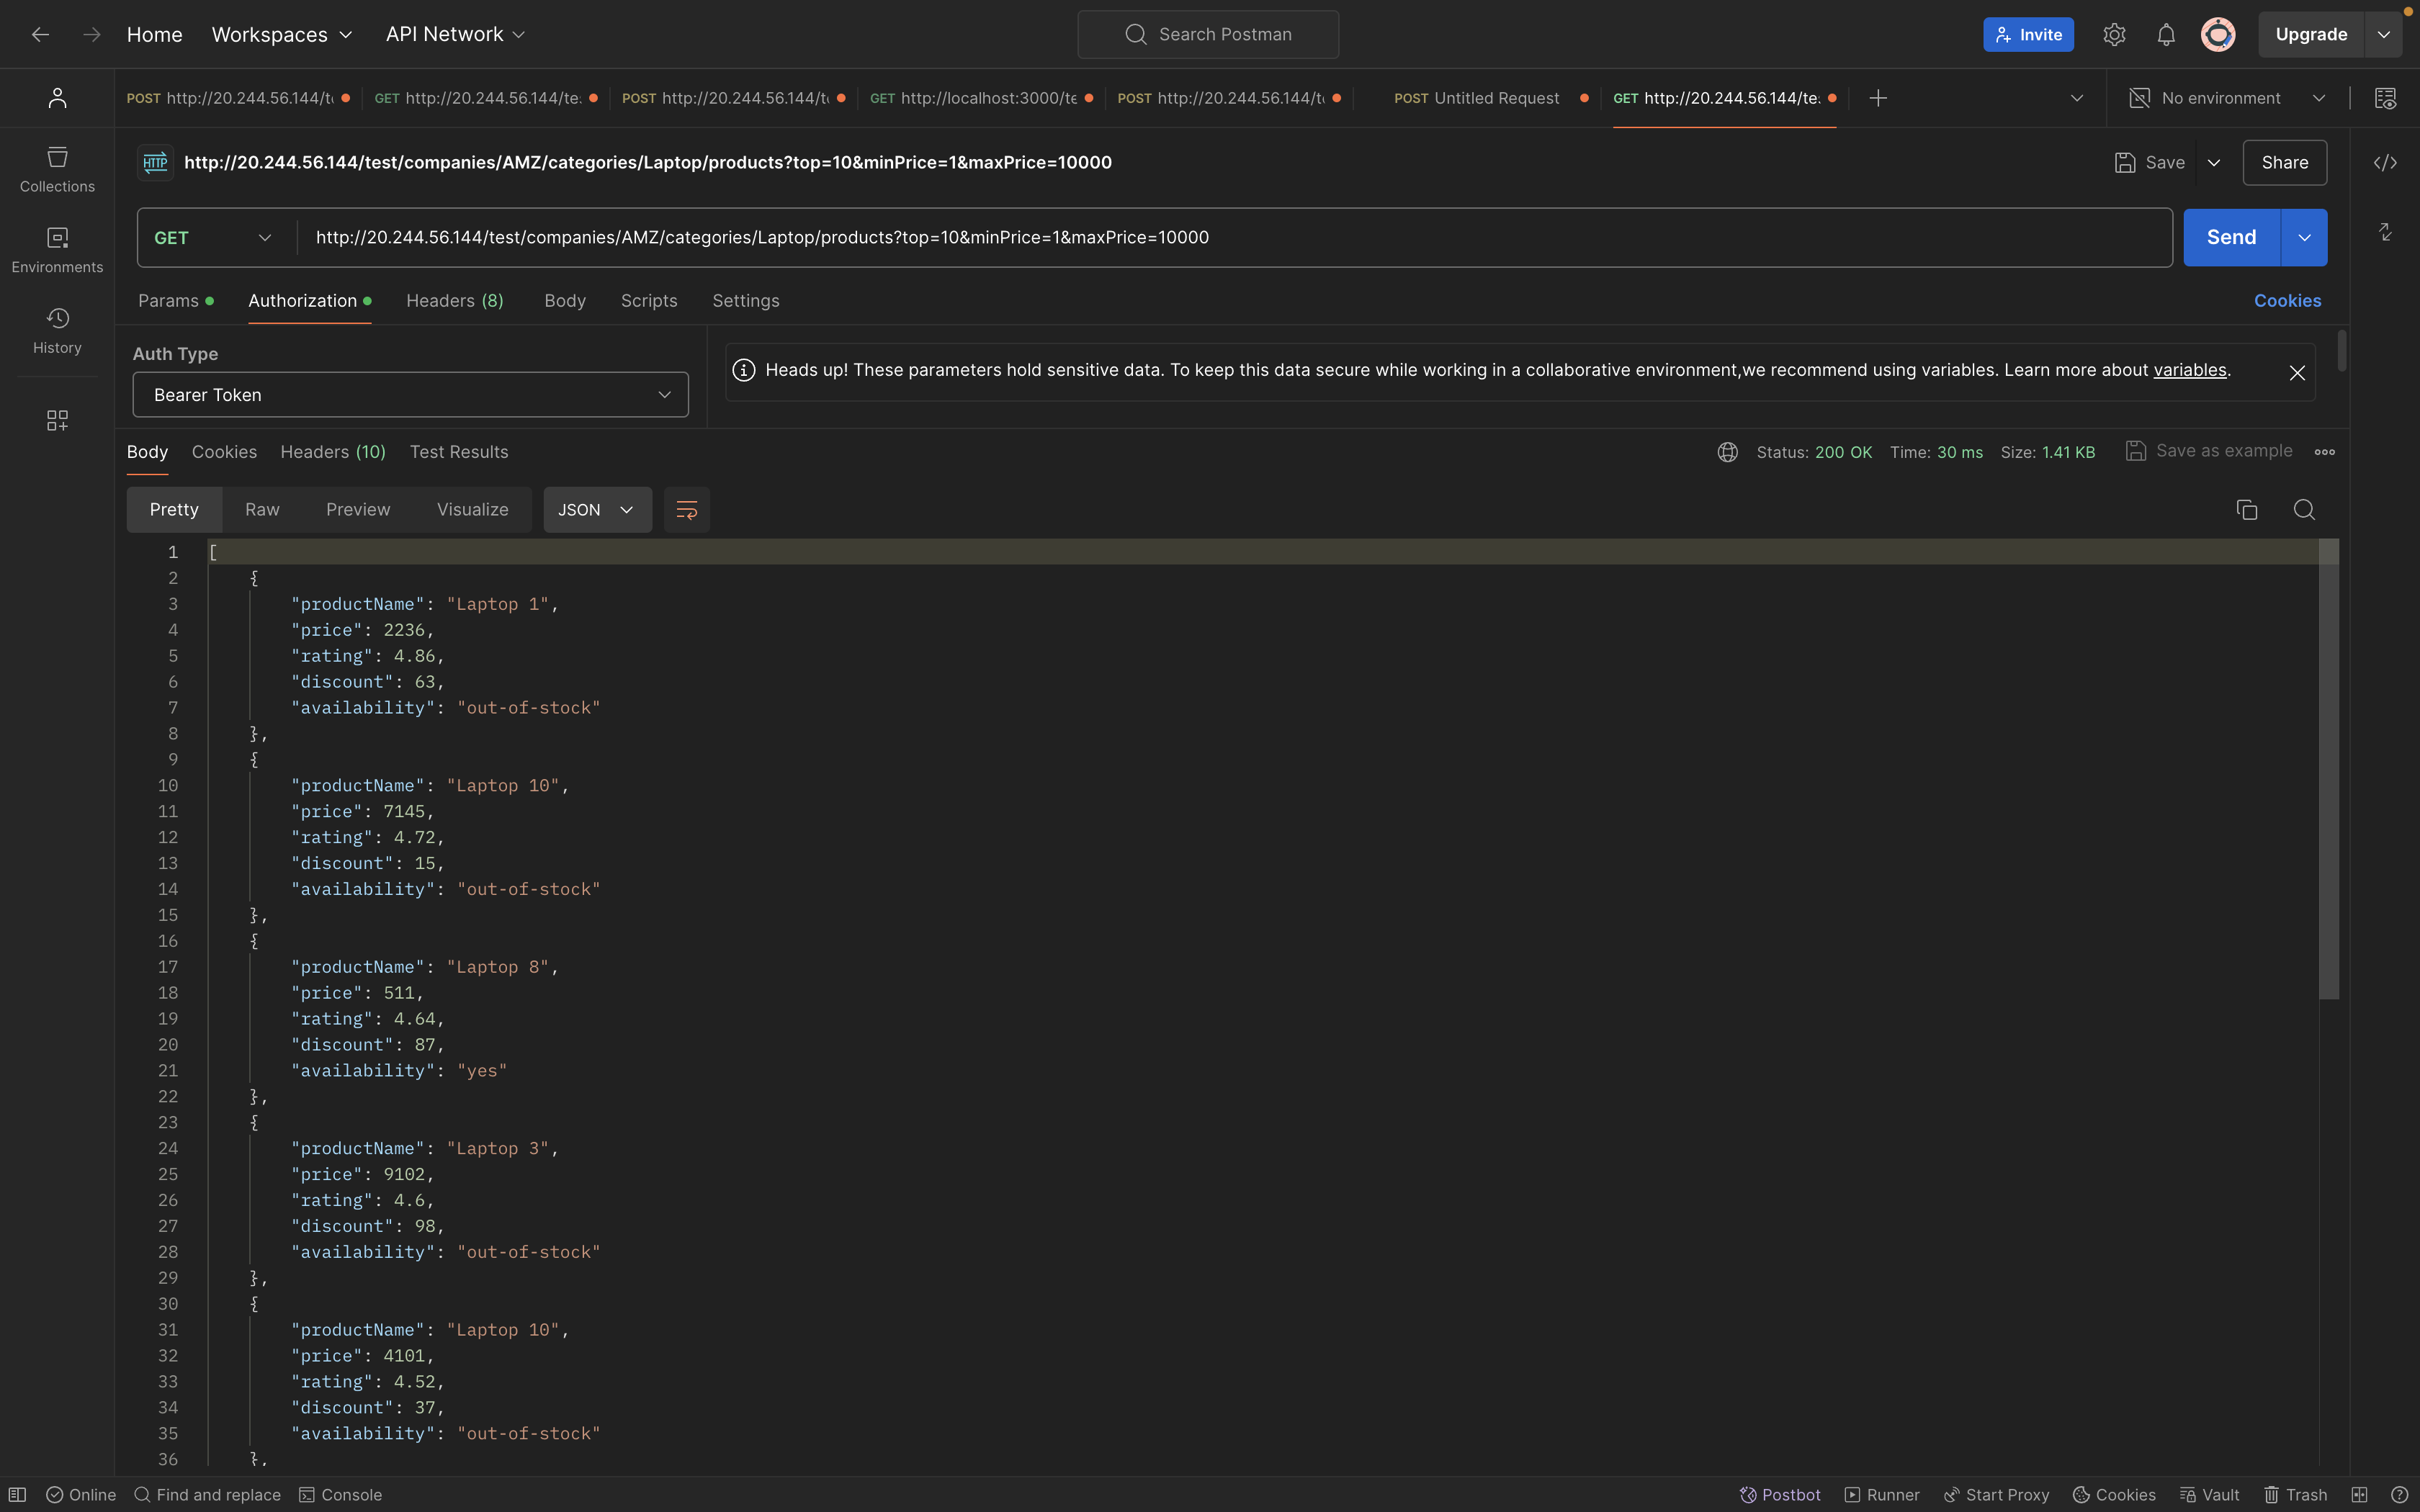 Home Workspaces API Network Search Postman Invite Upgrade
POST http://20.244.56.144/t GET http://20.244.56.144/te. POST http://20.244.56.144/t GET http://localhost:3000/te POST http://20.244.56.144/t POST Untitled Request GET http://20.244.56.144/te. No environment
HTTP http://20.244.56.144/test/companies/AMZ/categories/Laptop/products?top=10&minPrice=1&maxPrice=10000 Save Share
Collections
GET http://20.244.56.144/test/companies/AMZ/categories/Laptop/products?top=10&minPrice=1&maxPrice=10000 Send
Environments
Params Authorization Headers (8) Body Scripts Settings Cookies
History
Auth Type
Heads up! These parameters hold sensitive data. To keep this data secure while working in a collaborative environment,we recommend using variables. Learn more about variables.
Bearer Token
Body Cookies Headers (10) Test Results Status: 200 OK Time: 30 ms Size: 1.41 KB Save as example
Pretty Raw Preview Visualize JSON
1 [
2 {
3 "productName": "Laptop 1",
4 "price": 2236,
5 "rating": 4.86,
6 "discount": 63,
7 "availability": "out-of-stock"
8 },
9 {
10 "productName": "Laptop 10",
11 "price": 7145,
12 "rating": 4.72,
13 "discount": 15,
14 "availability": "out-of-stock"
15 },
16 {
17 "productName": "Laptop 8",
18 "price": 511,
19 "rating": 4.64,
20 "discount": 87,
21 "availability": "yes"
22 },
23 {
24 "productName": "Laptop 3",
25 "price": 9102,
26 "rating": 4.6,
27 "discount": 98,
28 "availability": "out-of-stock"
29 },
30 {
31 "productName": "Laptop 10",
32 "price": 4101,
33 "rating": 4.52,
34 "discount": 37,
35 "availability": "out-of-stock"
36 },
Online Find and replace Console Postbot Runner Start Proxy Cookies Vault Trash